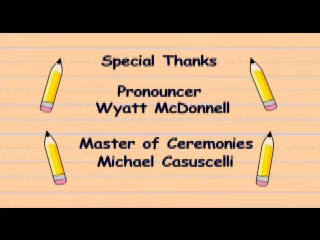 Special Thanks
Pronouncer
Wyatt McDonnell
Master of Ceremonies
Michael Casuscelli